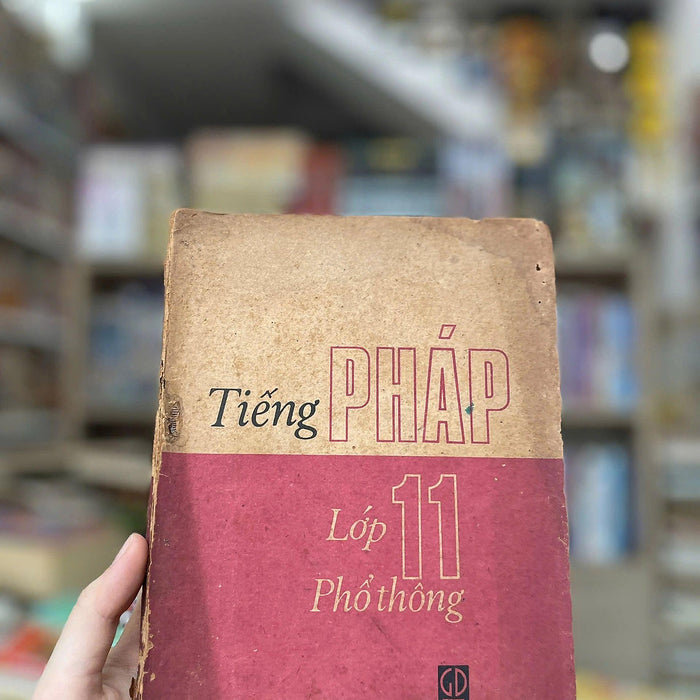 Tiếng PHÁP
Lớp 11
Phổ thông
GD